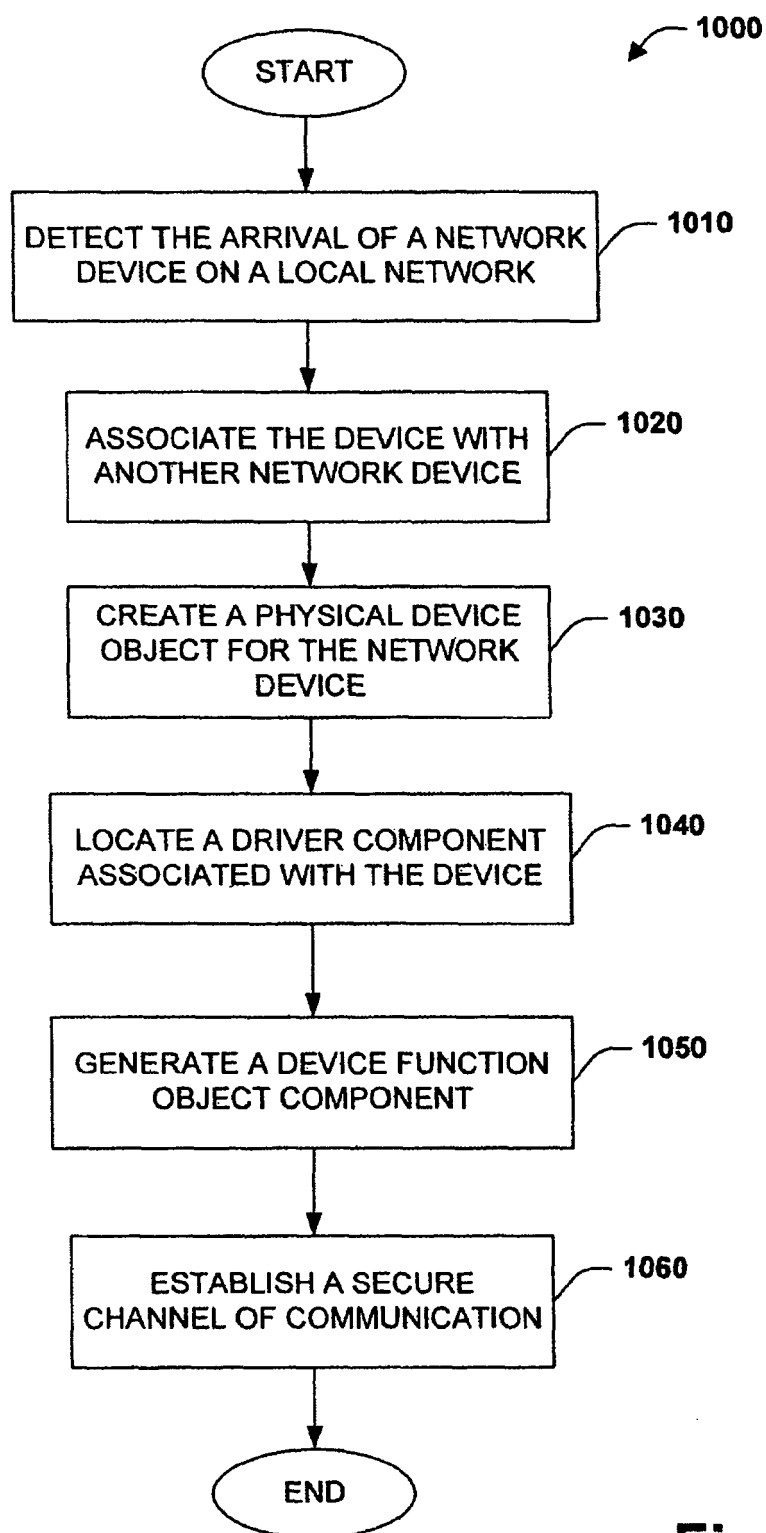 1000
START
DETECT THE ARRIVAL OF A NETWORK
DEVICE ON A LOCAL NETWORK
1010
ASSOCIATE THE DEVICE WITH
ANOTHER NETWORK DEVICE
1020
CREATE A PHYSICAL DEVICE
OBJECT FOR THE NETWORK
DEVICE
1030
LOCATE A DRIVER COMPONENT
ASSOCIATED WITH THE DEVICE
1040
GENERATE A DEVICE FUNCTION
OBJECT COMPONENT
1050
ESTABLISH A SECURE
CHANNEL OF COMMUNICATION
1060
END